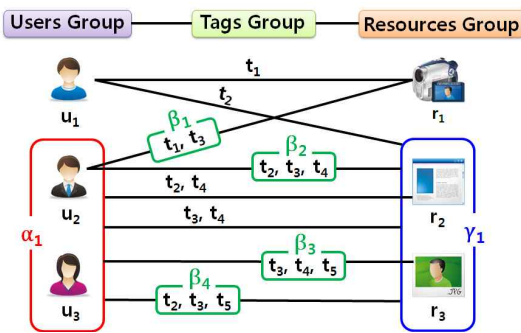 Users Group
Tags Group
Resources Group
t1
t2
u1
r1
β1
t1, t3
β2
t2, t3, t4
t2, t4
u2
r2
α1
t3, t4
γ1
β3
t3, t4, t5
β4
t2, t3, t5
u3
JPG
r3